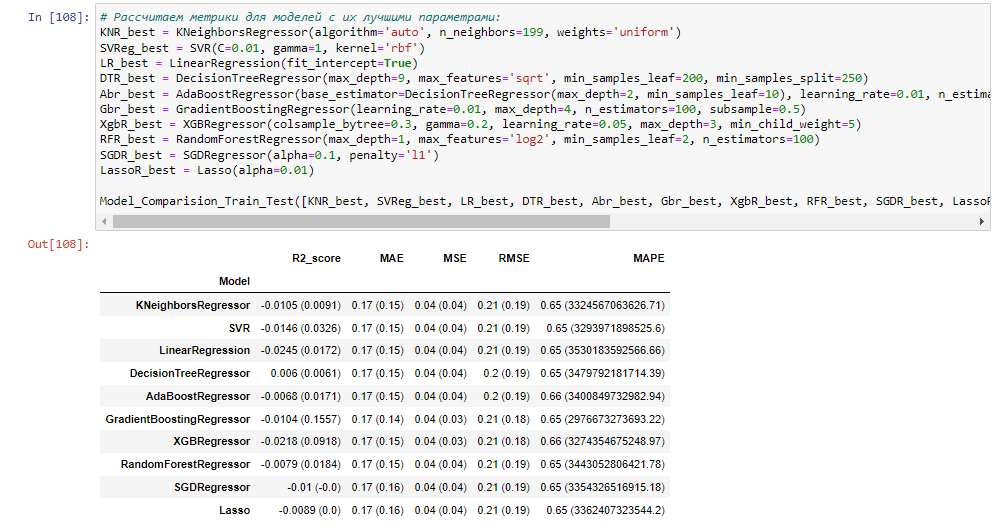 In [108]:
# Рассчитаем метрики для моделей с их лучшими параметрами:
KNR_best = KNeighborsRegressor(algorithm='auto', n_neighbors=199, weights='uniform')
SVReg_best = SVR(C=0.01, gamma=1, kernel='rbf')
LR_best = LinearRegression(fit_intercept=True)
DTR_best = DecisionTreeRegressor(max_depth=9, max_features='sqrt', min_samples_leaf=200, min_samples_split=250)
Abr_best = AdaBoostRegressor(base_estimator=DecisionTreeRegressor(max_depth=2, min_samples_leaf=10), learning_rate=0.01, n_estima
Gbr_best = GradientBoostingRegressor(learning_rate=0.01, max_depth=4, n_estimators=100, subsample=0.5)
XgbR_best = XGBRegressor(colsample_bytree=0.3, gamma=0.2, learning_rate=0.05, max_depth=3, min_child_weight=5)
RFR_best = RandomForestRegressor(max_depth=1, max_features='log2', min_samples_leaf=2, n_estimators=100)
SGDR_best = SGDRegressor(alpha=0.1, penalty='l1')
LassoR_best = Lasso(alpha=0.01)
Model_Comparision_Train_Test([KNR_best, SVReg_best, LR_best, DTR_best, Abr_best, Gbr_best, XgbR_best, RFR_best, SGDR_best, LassoR
Out[108]:
R2_score MAE MSE RMSE MAPE
Model
KNeighborsRegressor -0.0105 (0.0091) 0.17 (0.15) 0.04 (0.04) 0.21 (0.19) 0.65 (3324567063626.71)
SVR -0.0146 (0.0326) 0.17 (0.15) 0.04 (0.04) 0.21 (0.19) 0.65 (3293971898525.6)
LinearRegression -0.0245 (0.0172) 0.17 (0.15) 0.04 (0.04) 0.21 (0.19) 0.65 (3530183592566.66)
DecisionTreeRegressor 0.006 (0.0061) 0.17 (0.15) 0.04 (0.04) 0.2 (0.19) 0.65 (3479792181714.39)
AdaBoostRegressor -0.0068 (0.0171) 0.17 (0.15) 0.04 (0.04) 0.2 (0.19) 0.66 (3400849732982.94)
GradientBoostingRegressor -0.0104 (0.1557) 0.17 (0.14) 0.04 (0.03) 0.21 (0.18) 0.65 (2976673273693.22)
XGBRegressor -0.0218 (0.0918) 0.17 (0.15) 0.04 (0.03) 0.21 (0.18) 0.66 (3274354675248.97)
RandomForestRegressor -0.0079 (0.0184) 0.17 (0.15) 0.04 (0.04) 0.21 (0.19) 0.65 (3443052806421.78)
SGDRegressor -0.01 (-0.0) 0.17 (0.16) 0.04 (0.04) 0.21 (0.19) 0.65 (3354326516915.18)
Lasso -0.0089 (0.0) 0.17 (0.16) 0.04 (0.04) 0.21 (0.19) 0.65 (3362407323544.2)